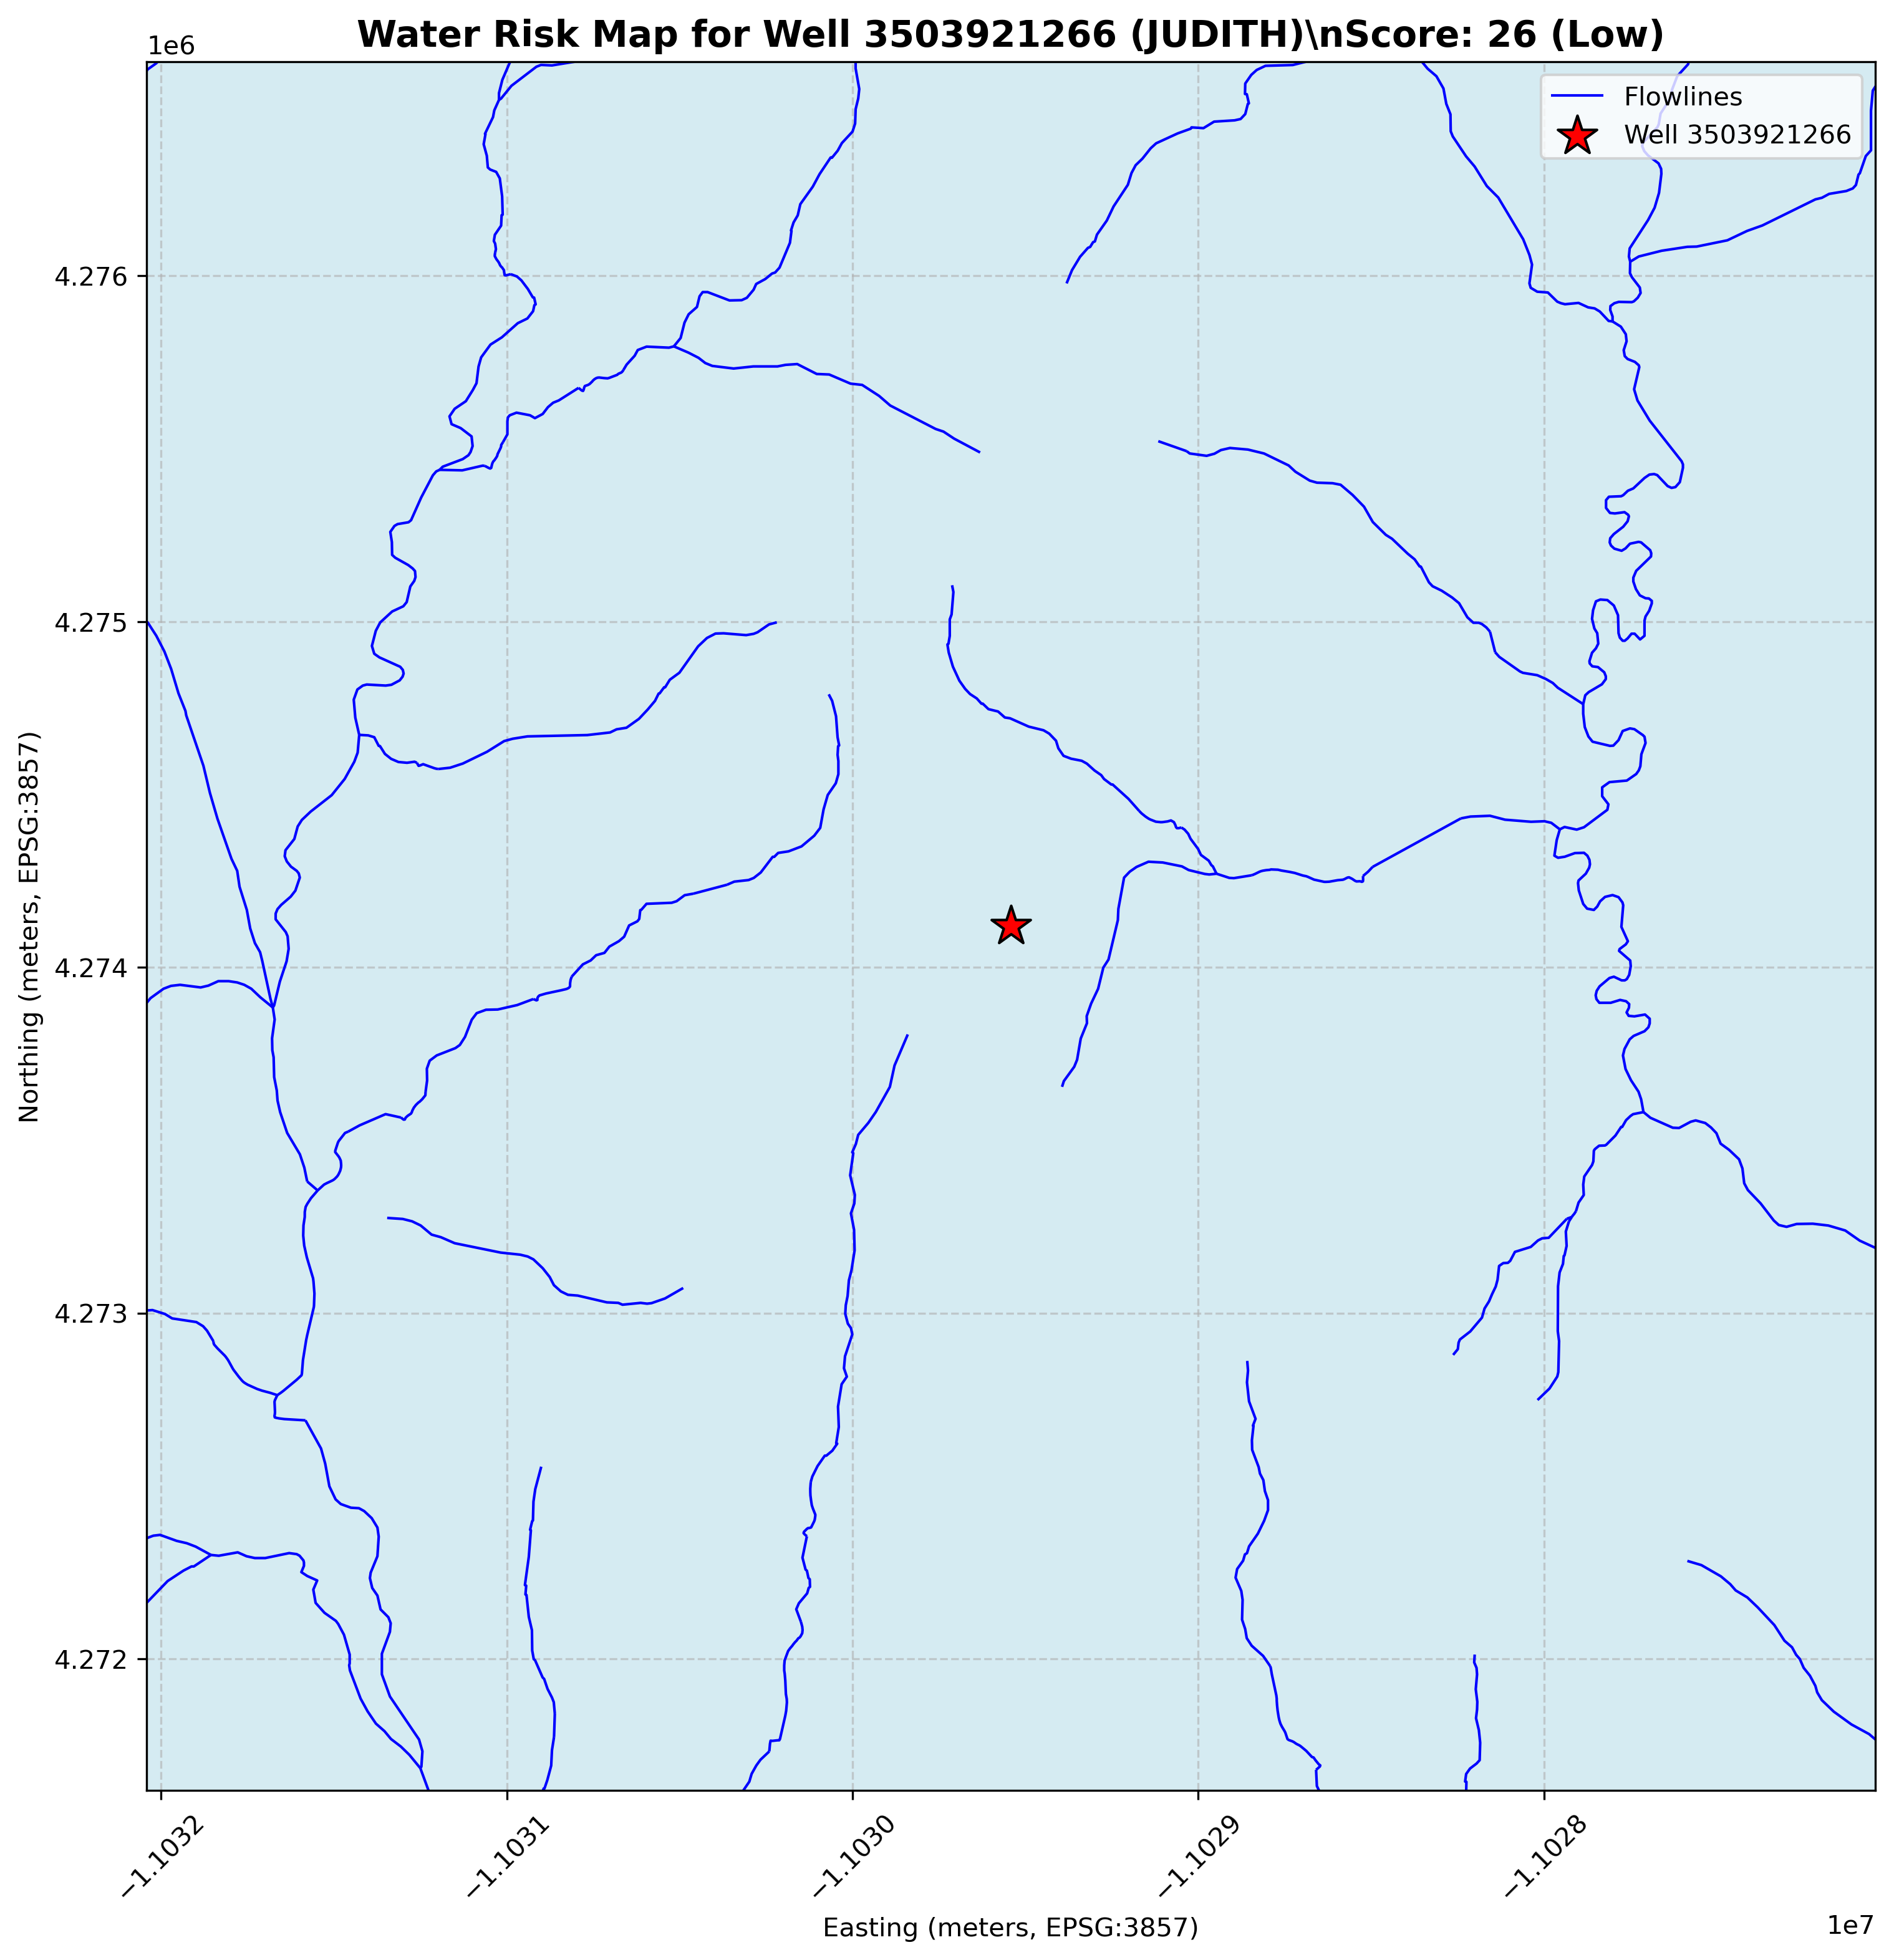 Water Risk Map for Well 3503921266 (JUDITH)\nScore: 26 (Low)
1e6
Flowlines
Well 3503921266
4.276
4.275
4.274
4.273
4.272
Northing (meters, EPSG:3857)
−1.1032
−1.1031
−1.1030
−1.1029
−1.1028
Easting (meters, EPSG:3857)
1e7